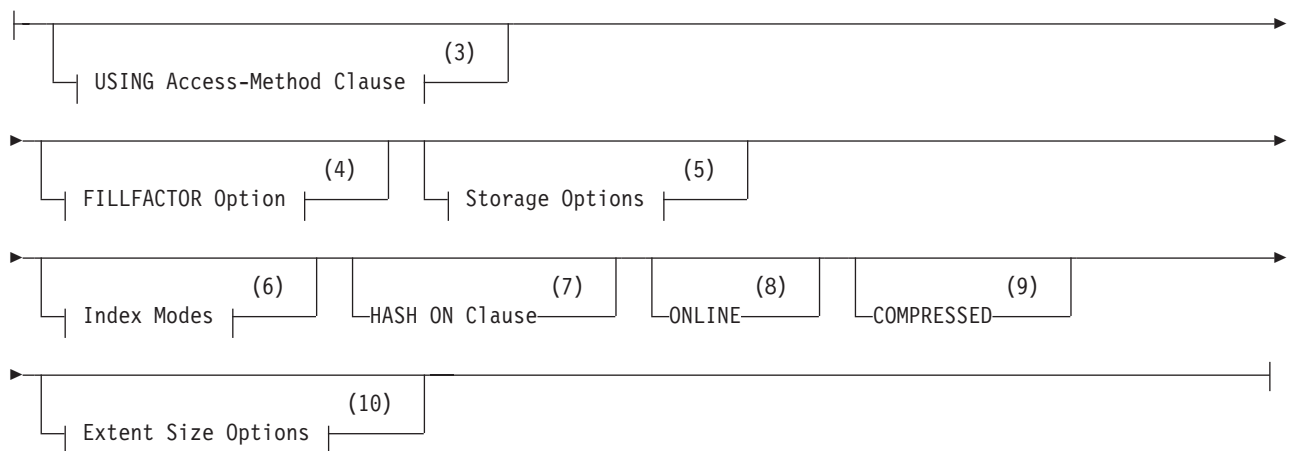 (3)
USING Access-Method Clause
(4) (5)
FILLFACTOR Option Storage Options
(6) (7) (8) (9)
Index Modes HASH ON Clause ONLINE COMPRESSED
(10)
Extent Size Options